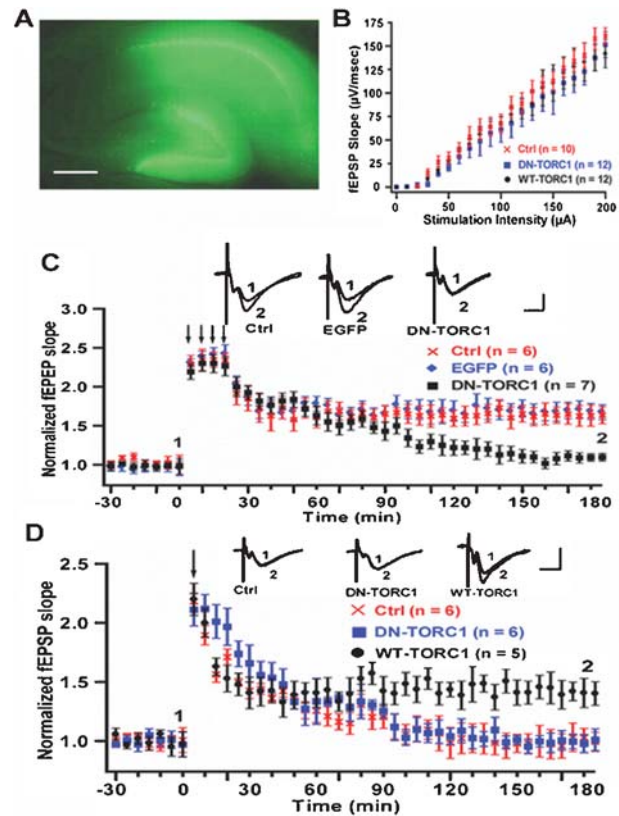 A
B
fEPSP Slope (µV/msec)
175
150
125
100
75
50
25
0
Ctrl (n = 10)
DN-TORC1 (n = 12)
WT-TORC1 (n = 12)
0 50 100 150 200
Stimulation Intensity (µA)
C
Normalized fEPEP slope
3.0
2.5
2.0
1.5
1.0
1
2
Ctrl
1
2
EGFP
1
2
DN-TORC1
Ctrl (n = 6)
EGFP (n = 6)
DN-TORC1 (n = 7)
1
2
-30 0 30 60 90 120 150 180
Time (min)
D
Normalized fEPSP slope
2.5
2.0
1.5
1.0
1
2
Ctrl
1
2
DN-TORC1
1
2
WT-TORC1
Ctrl (n = 6)
DN-TORC1 (n = 6)
WT-TORC1 (n = 5)
1
2
-30 0 30 60 90 120 150 180
Time (min)